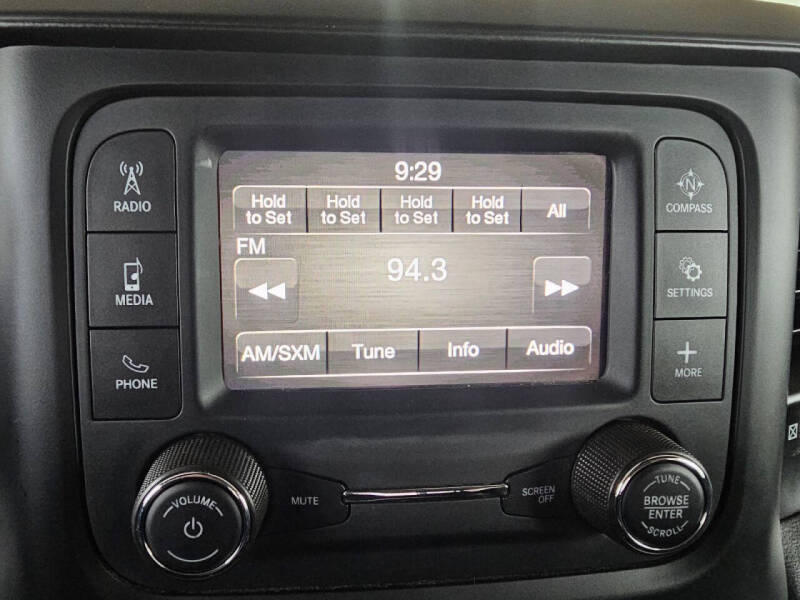 9:29
Hold to Set
Hold to Set
Hold to Set
Hold to Set
All
FM
94.3
AM/SXM
Tune
Info
Audio
RADIO
MEDIA
PHONE
N
COMPASS
SETTINGS
MORE
VOLUME
MUTE
SCREEN
OFF
TUNE
BROWSE
ENTER
SCROLL